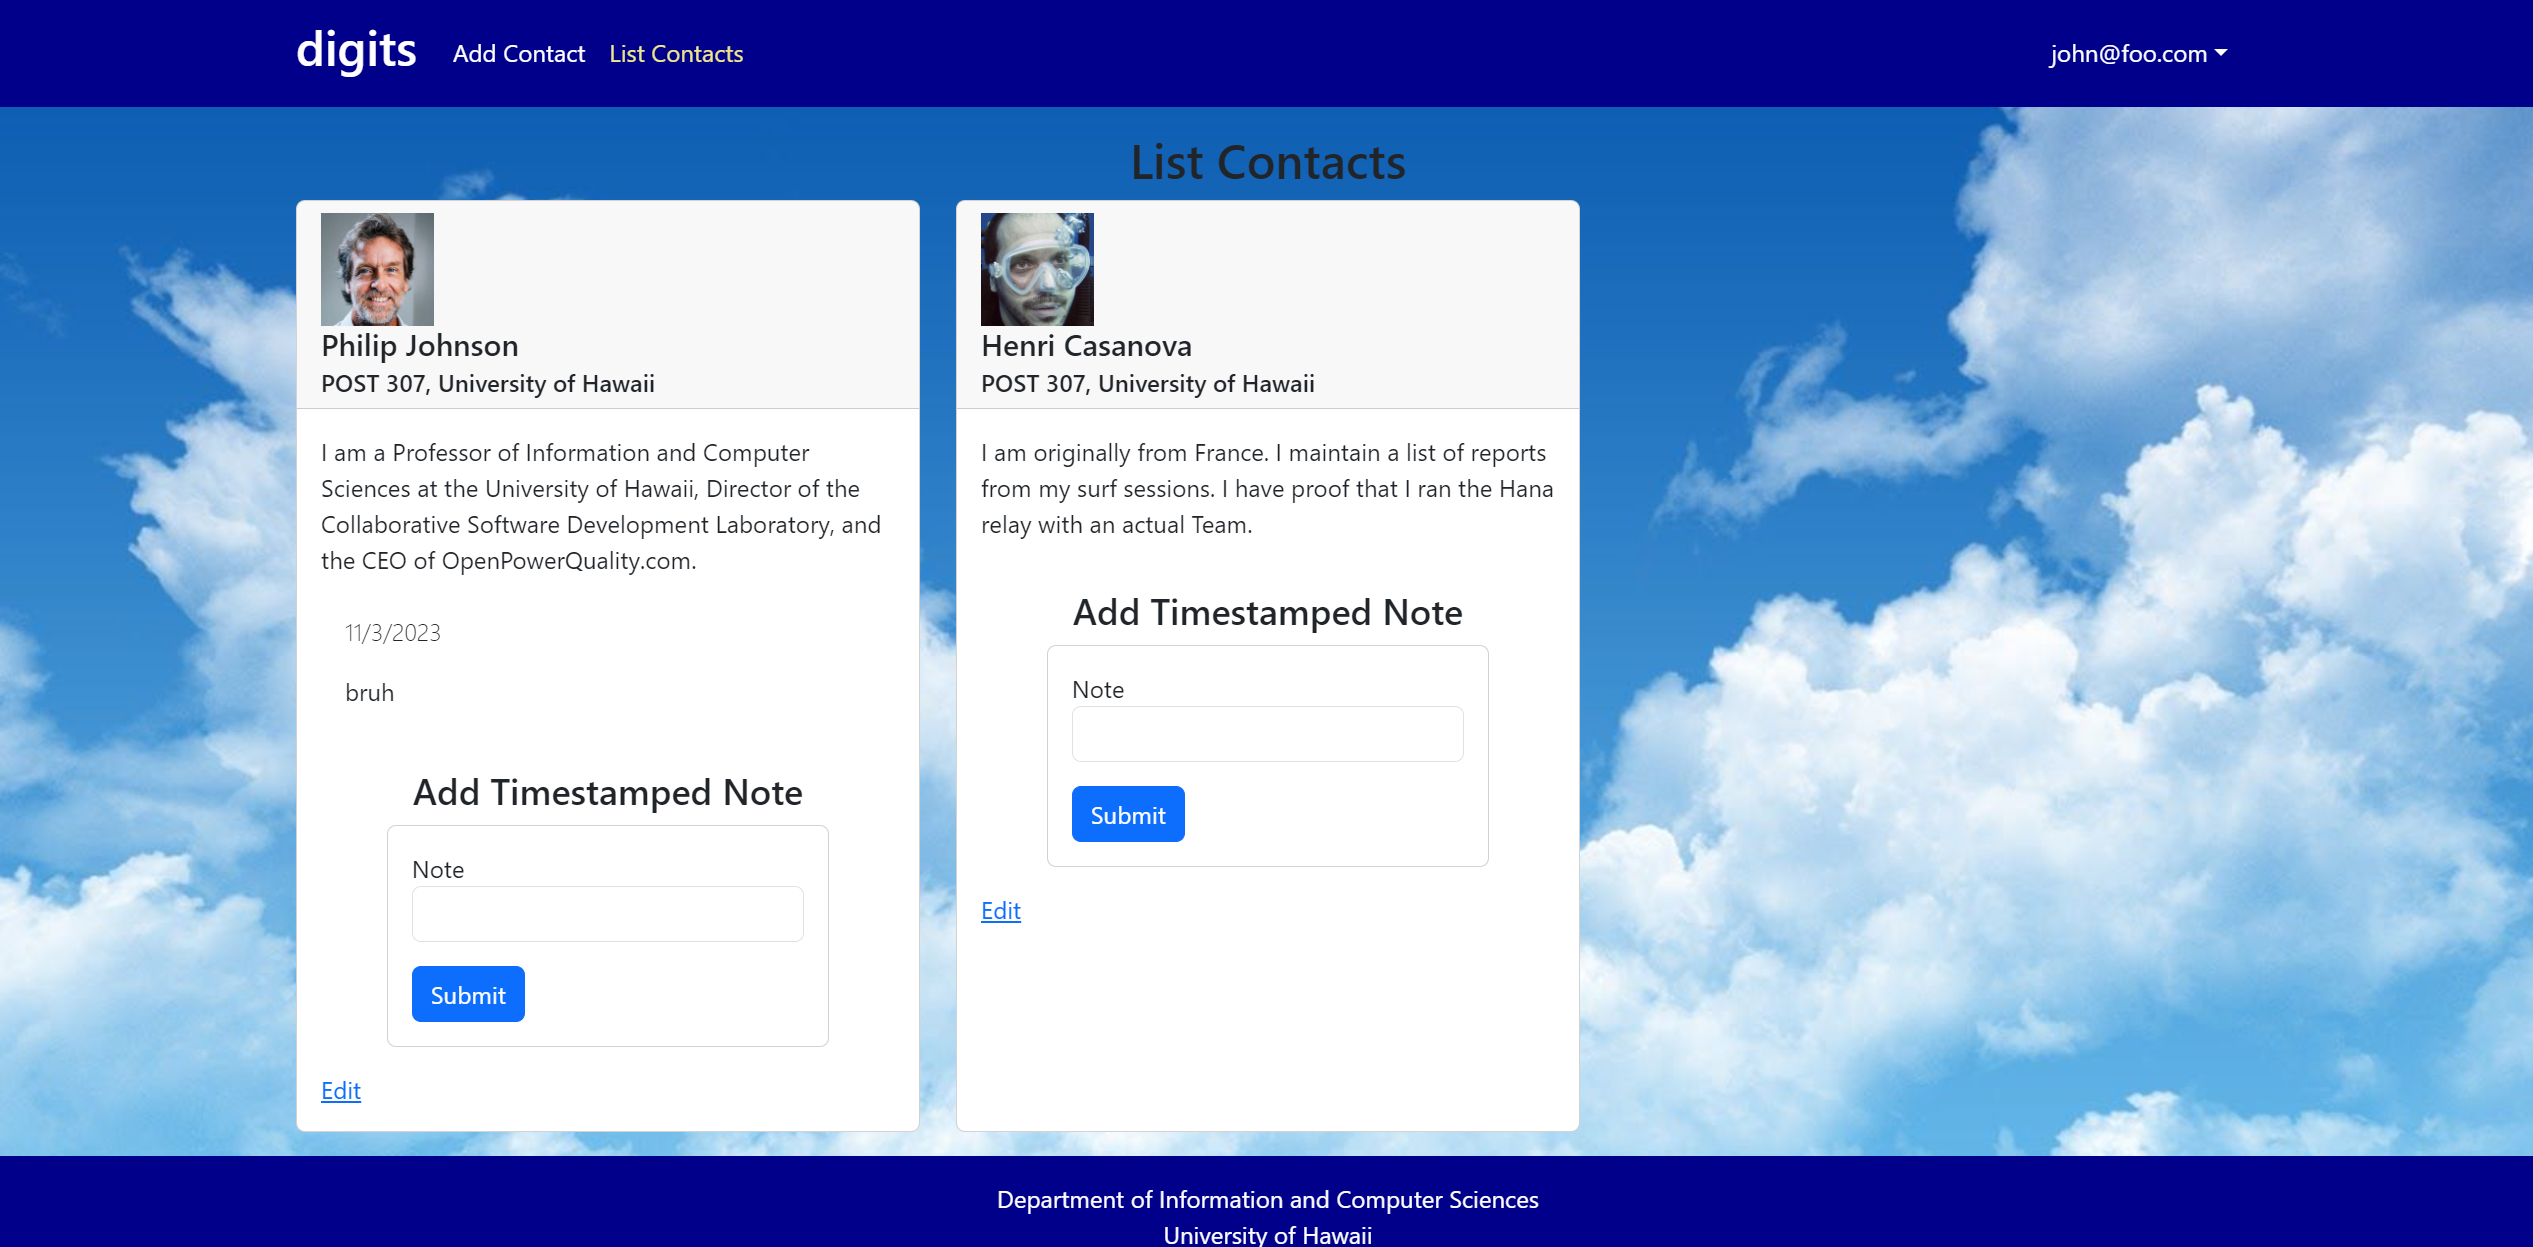 digits
Add Contact
List Contacts
john@foo.com
List Contacts
Philip Johnson
POST 307, University of Hawaii
I am a Professor of Information and Computer
Sciences at the University of Hawaii, Director of the
Collaborative Software Development Laboratory, and
the CEO of OpenPowerQuality.com.
11/3/2023
bruh
Add Timestamped Note
Note
Submit
Edit
Henri Casanova
POST 307, University of Hawaii
I am originally from France. I maintain a list of reports
from my surf sessions. I have proof that I ran the Hana
relay with an actual Team.
Add Timestamped Note
Note
Submit
Edit
Department of Information and Computer Sciences
University of Hawaii